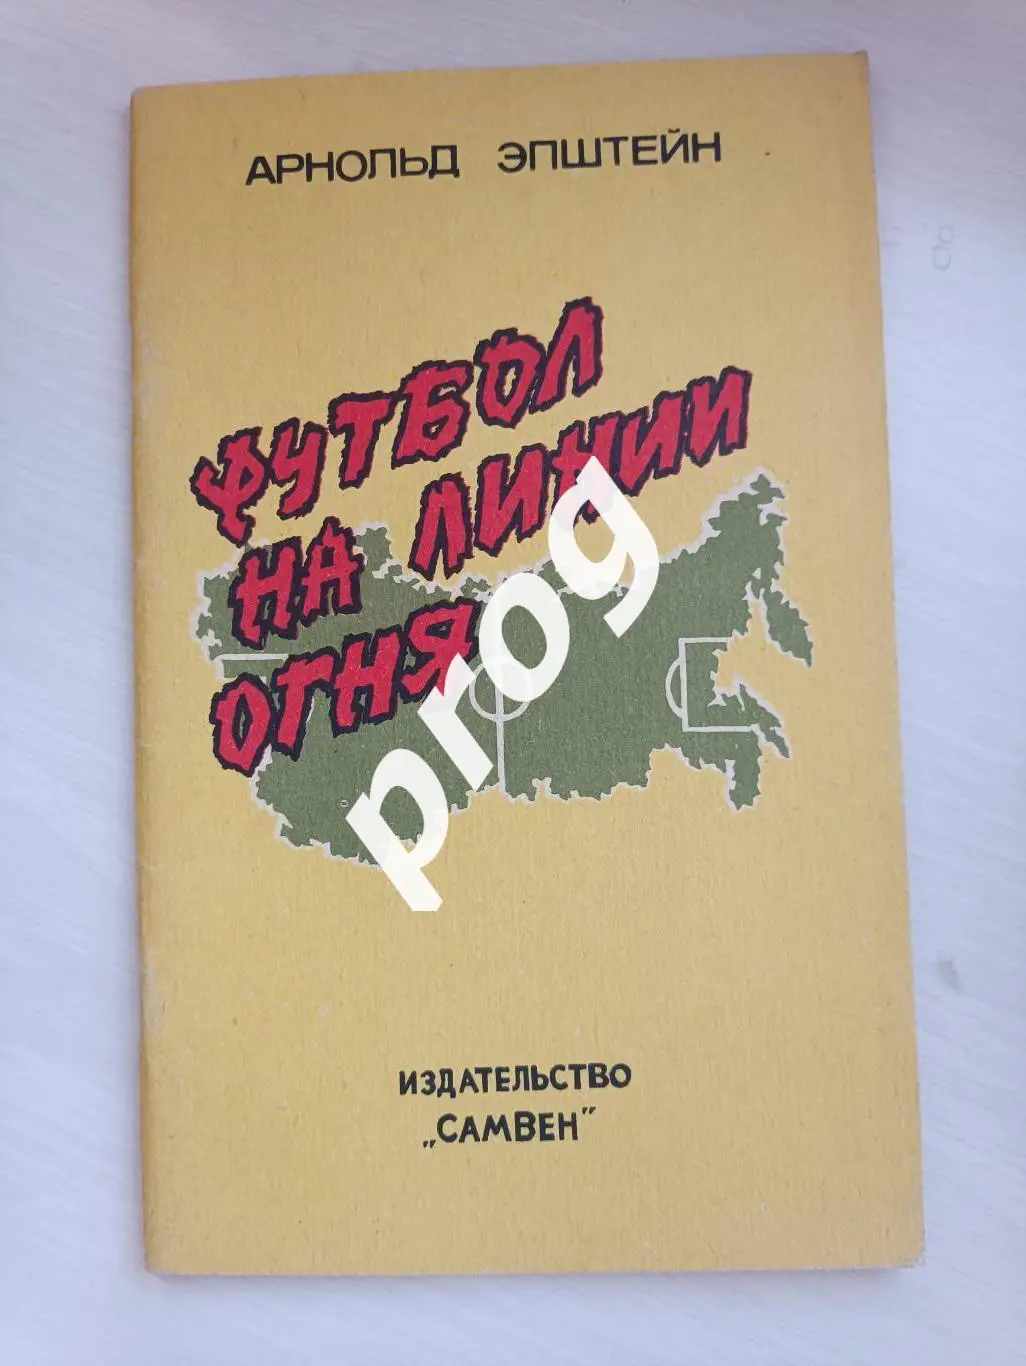 АРНОЛЬД ЭПШТЕЙН
ФУТБОЛ
НА ЛИНИИ
ОГНЯ
prog
ИЗДАТЕЛЬСТВО
„САМВЕН"